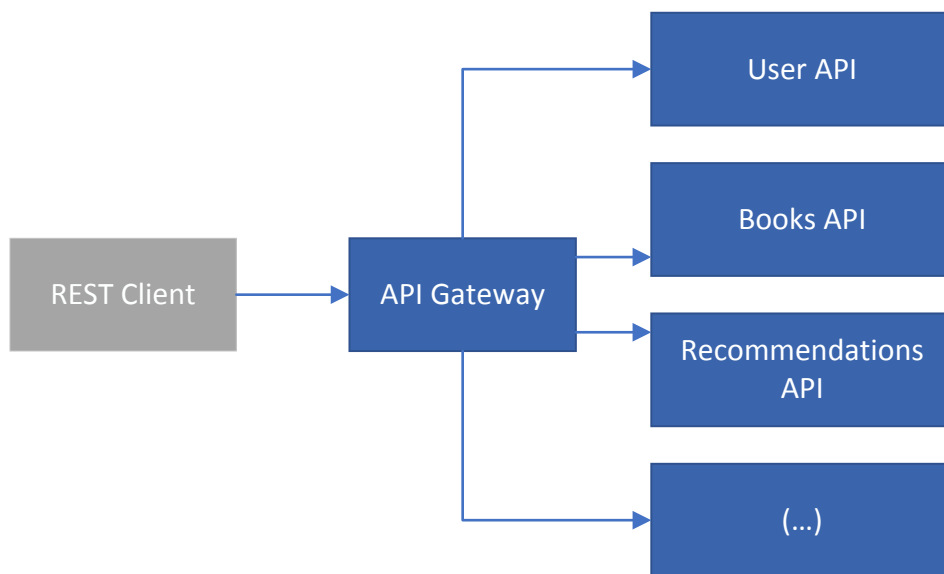 User API
Books API
REST Client
API Gateway
Recommendations
API
(...)